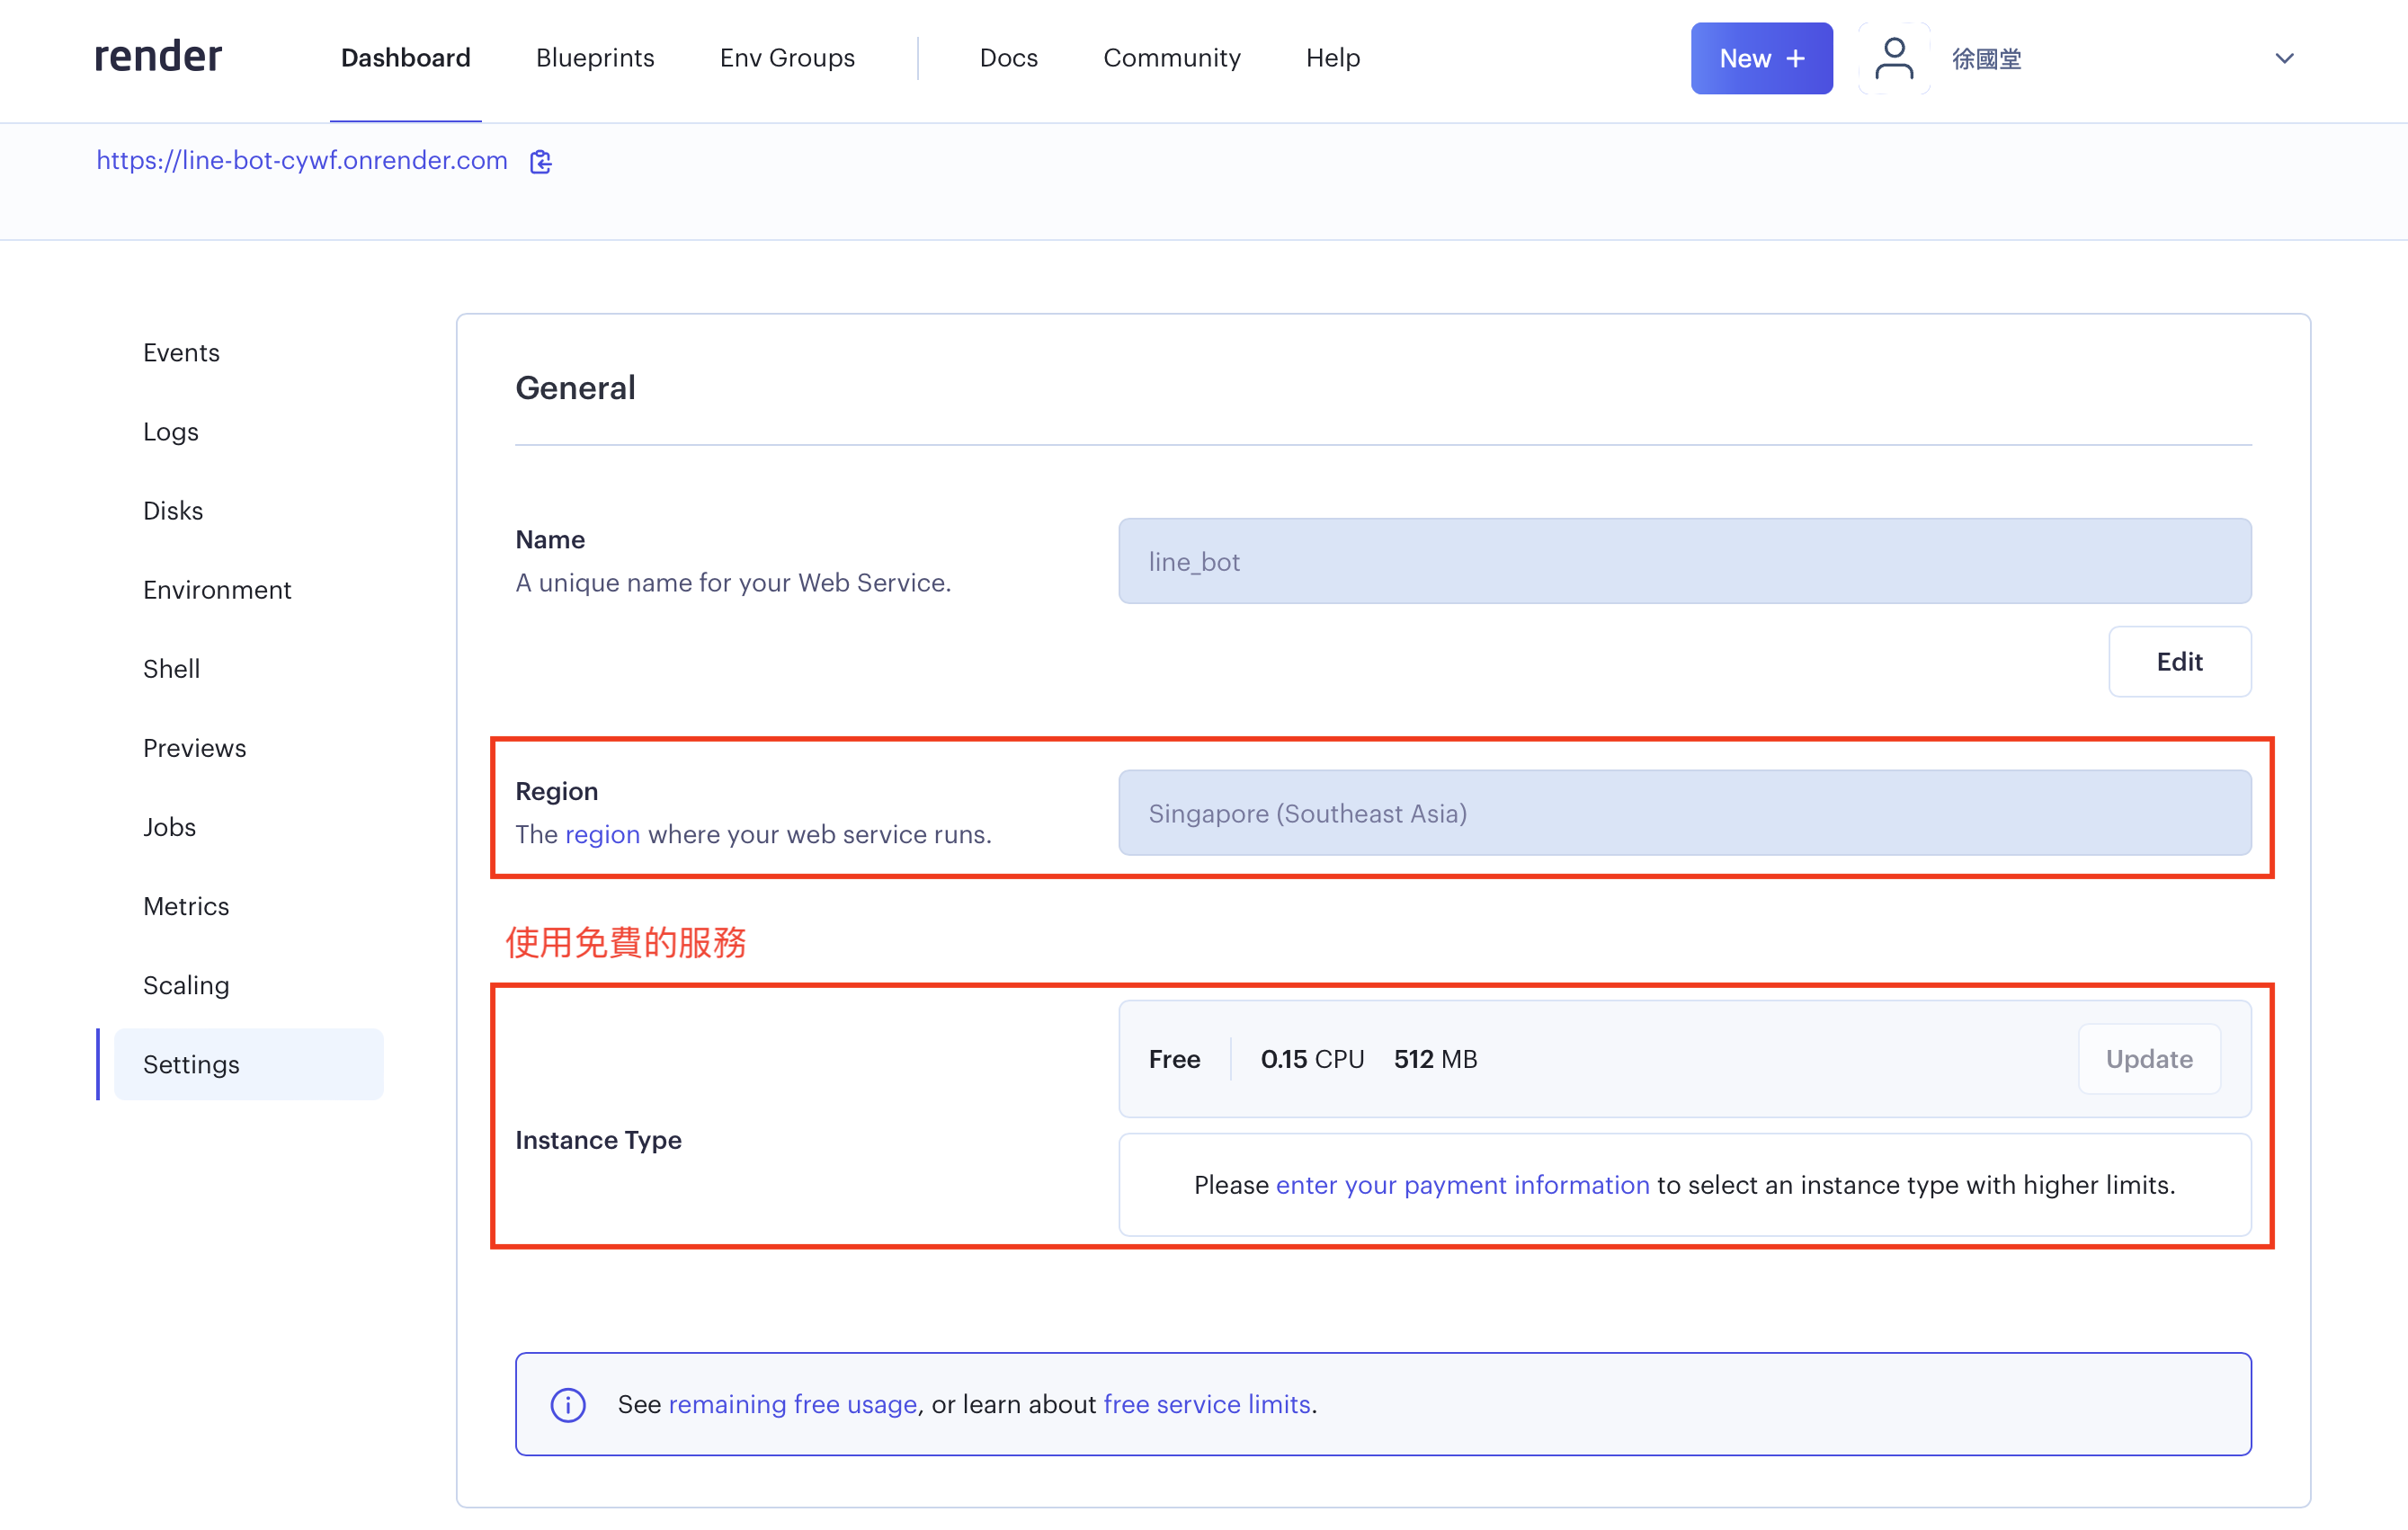 render
Dashboard
Blueprints
Env Groups
Docs
Community
Help
New +
徐國堂
https://line-bot-cywf.onrender.com
Events
Logs
Disks
Environment
Shell
Previews
Jobs
Metrics
Scaling
Settings
General
Name
A unique name for your Web Service.
line_bot
Edit
Region
The region where your web service runs.
Singapore (Southeast Asia)
使用免費的服務
Instance Type
Free
0.15 CPU 512 MB
Update
Please enter your payment information to select an instance type with higher limits.
See remaining free usage, or learn about free service limits.